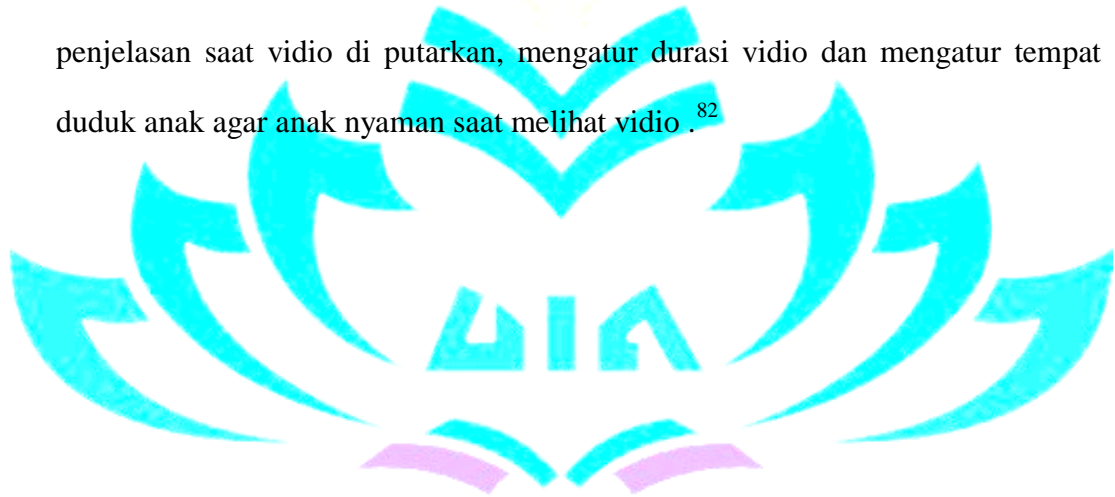 penjelasan saat vidio di putarkan, mengatur durasi vidio dan mengatur tempat
duduk anak agar anak nyaman saat melihat vidio .82
UIN